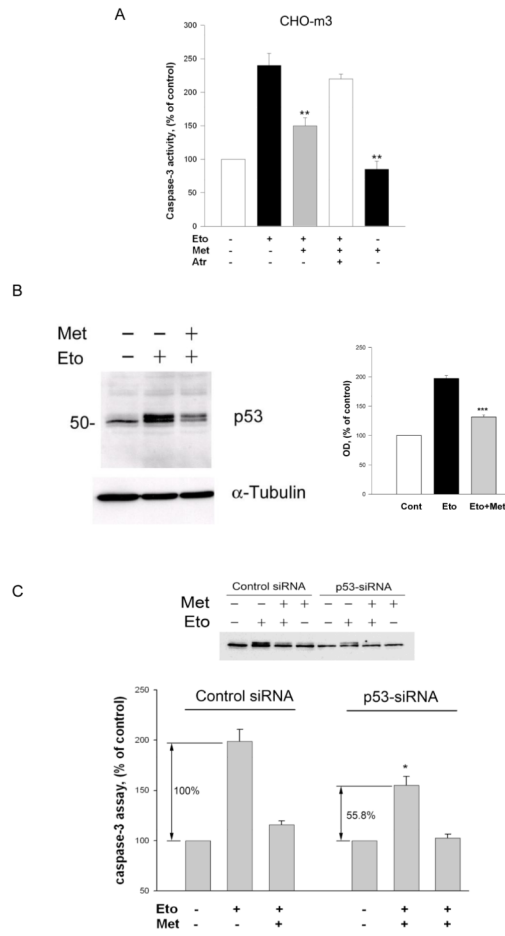 A
CHO-m3
Caspase-3 activity, (% of control)
300
250
200
150
100
50
0
**
**
Eto - + + + -
Met - - + + +
Atr - - - + -
B
Met - - +
Eto - + +
50-
p53
α-Tubulin
OD, (% of control)
200
150
100
50
0
***
Cont Eto Eto+Met
C
Control siRNA p53-siRNA
Met - - + + - - + +
Eto - + + - - + + -
caspase-3 assay, (% of control)
200
150
100
50
Control siRNA
p53-siRNA
100%
55.8%
*
Eto - + + - + +
Met - - + - + +